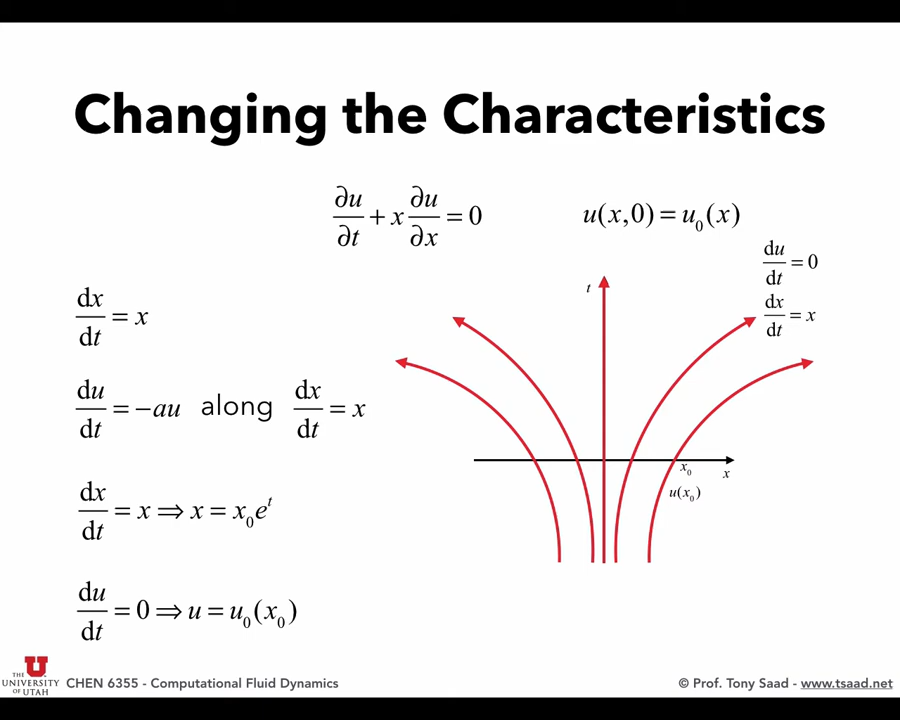 Changing the Characteristics
∂u/∂t + x ∂u/∂x = 0
u(x,0) = u₀(x)
du/dt = 0
dx/dt = x
t
x₀
x
u(x₀)
dx/dt = x
du/dt = −au along dx/dt = x
dx/dt = x ⇒ x = x₀eᵗ
du/dt = 0 ⇒ u = u₀(x₀)
THE
UNIVERSITY
OF UTAH
CHEN 6355 - Computational Fluid Dynamics
© Prof. Tony Saad - www.tsaad.net